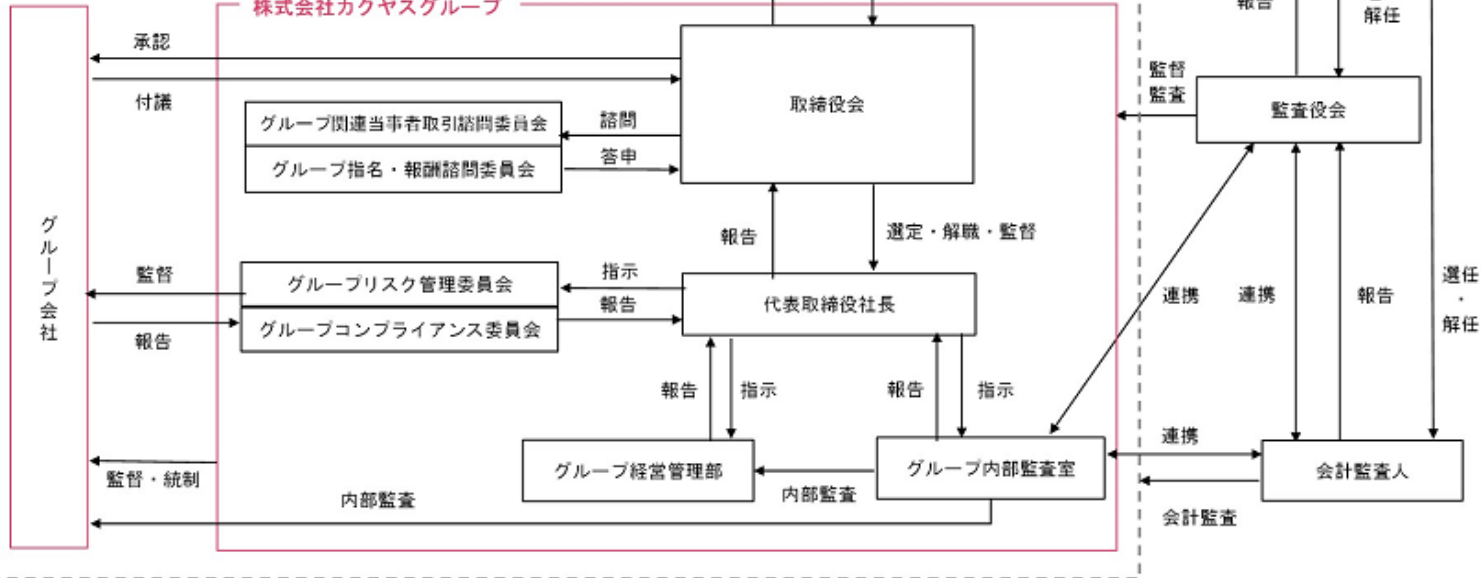 株式会社カクヤスグループ
報告
解任
承認
付議
取締役会
監督
監査
監査役会
グループ関連当事者取引諮問委員会
諮問
グループ指名・報酬諮問委員会
答申
グループ会社
報告
選定・解職・監督
監督
グループリスク管理委員会
指示
代表取締役社長
報告
グループコンプライアンス委員会
報告
連携
連携
報告
選任
・
解任
報告
指示
報告
指示
連携
監督・統制
グループ経営管理部
内部監査
グループ内部監査室
会計監査人
会計監査
内部監査